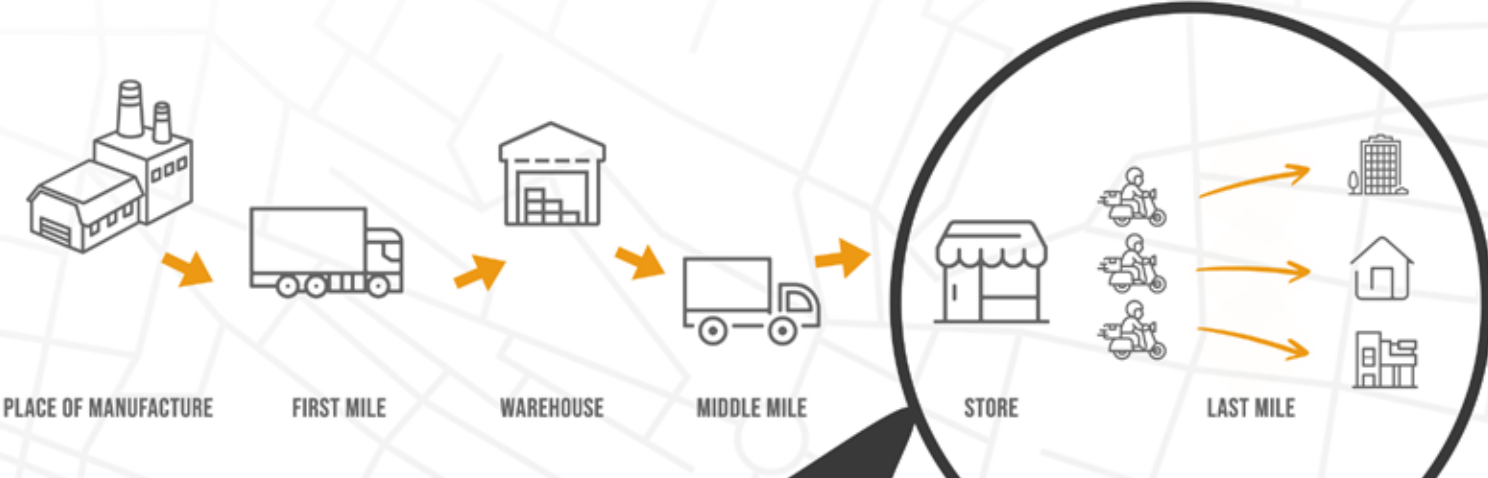 PLACE OF MANUFACTURE
FIRST MILE
WAREHOUSE
MIDDLE MILE
STORE
LAST MILE